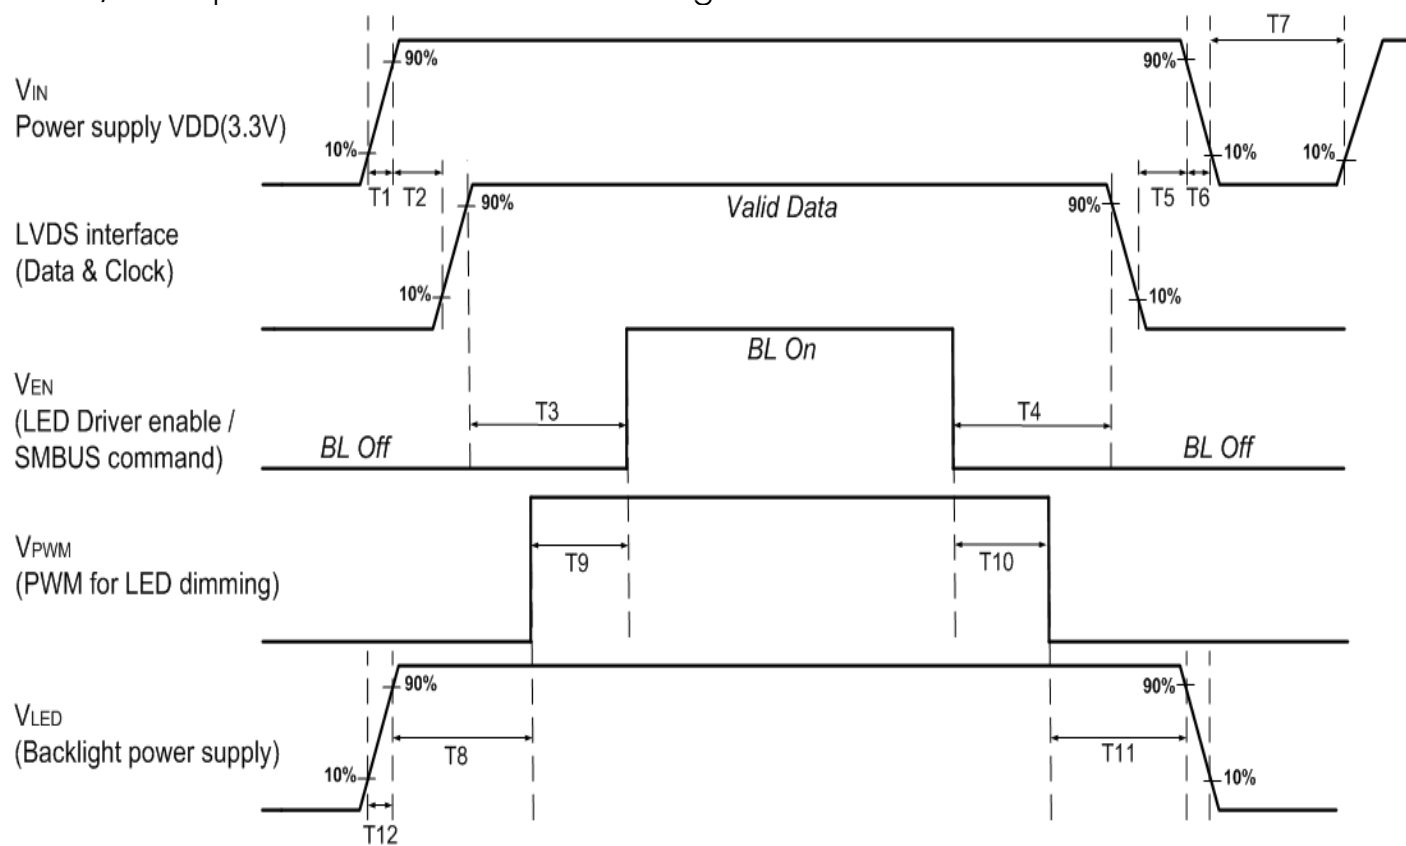 T7
90%
90%
VIN
Power supply VDD(3.3V)
10%
10%
10%
T1
T2
T5
T6
90%
Valid Data
90%
LVDS interface
(Data & Clock)
10%
10%
BL On
VEN
(LED Driver enable /
SMBUS command)
T3
T4
BL Off
BL Off
VPWM
(PWM for LED dimming)
T9
T10
90%
90%
VLED
(Backlight power supply)
T8
T11
10%
10%
T12